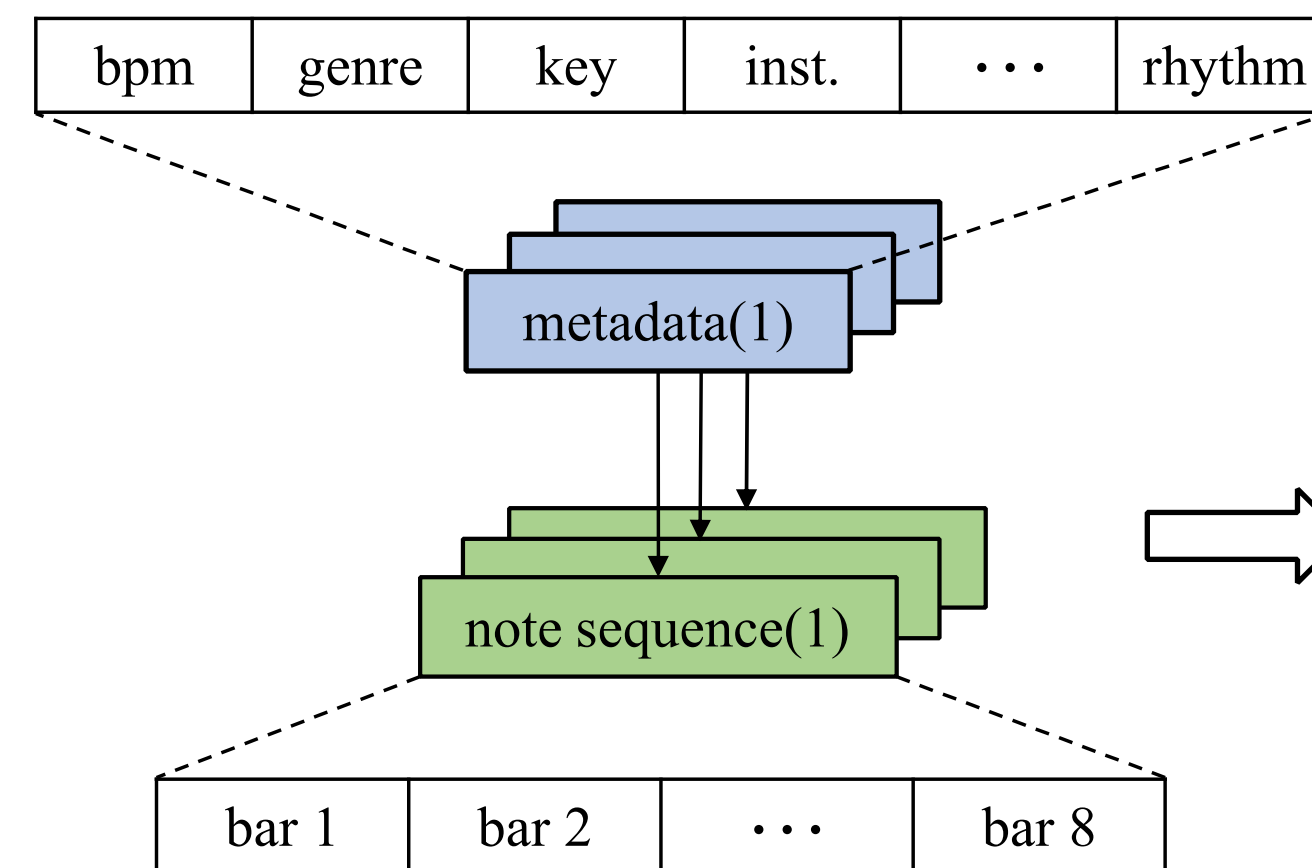 bpm genre key inst. ··· rhythm
metadata(1)
note sequence(1)
bar 1 bar 2 ··· bar 8